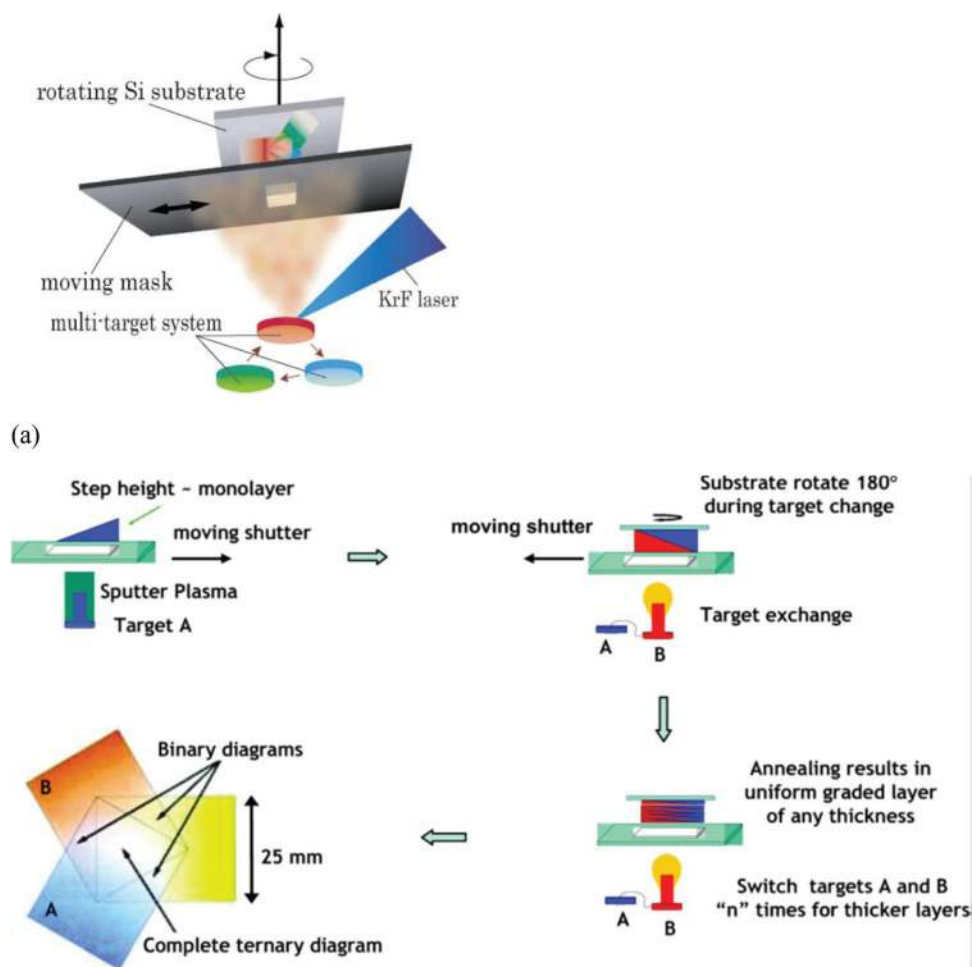 rotating Si substrate
moving mask
KrF laser
multi-target system
(a)
Step height ~ monolayer
moving shutter
Sputter Plasma
Target A
Substrate rotate 180°
during target change
moving shutter
Target exchange
A
B
Binary diagrams
B
25 mm
A
Complete ternary diagram
Annealing results in
uniform graded layer
of any thickness
Switch targets A and B
"n" times for thicker layers
A
B